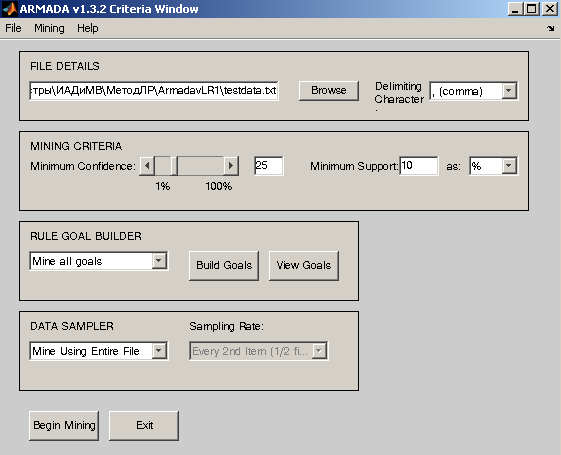 ARMADA v1.3.2 Criteria Window
File Mining Help
FILE DETAILS
:стры\ИАДиМВ\МетодЛР\ArmadavLR1\testdata.txt
Browse
Delimiting
Character
:
, (comma)
MINING CRITERIA
Minimum Confidence:
25
Minimum Support:
10
as:
%
1%
100%
RULE GOAL BUILDER
Mine all goals
Build Goals
View Goals
DATA SAMPLER
Sampling Rate:
Mine Using Entire File
Every 2nd Item (1/2 fi...
Begin Mining
Exit